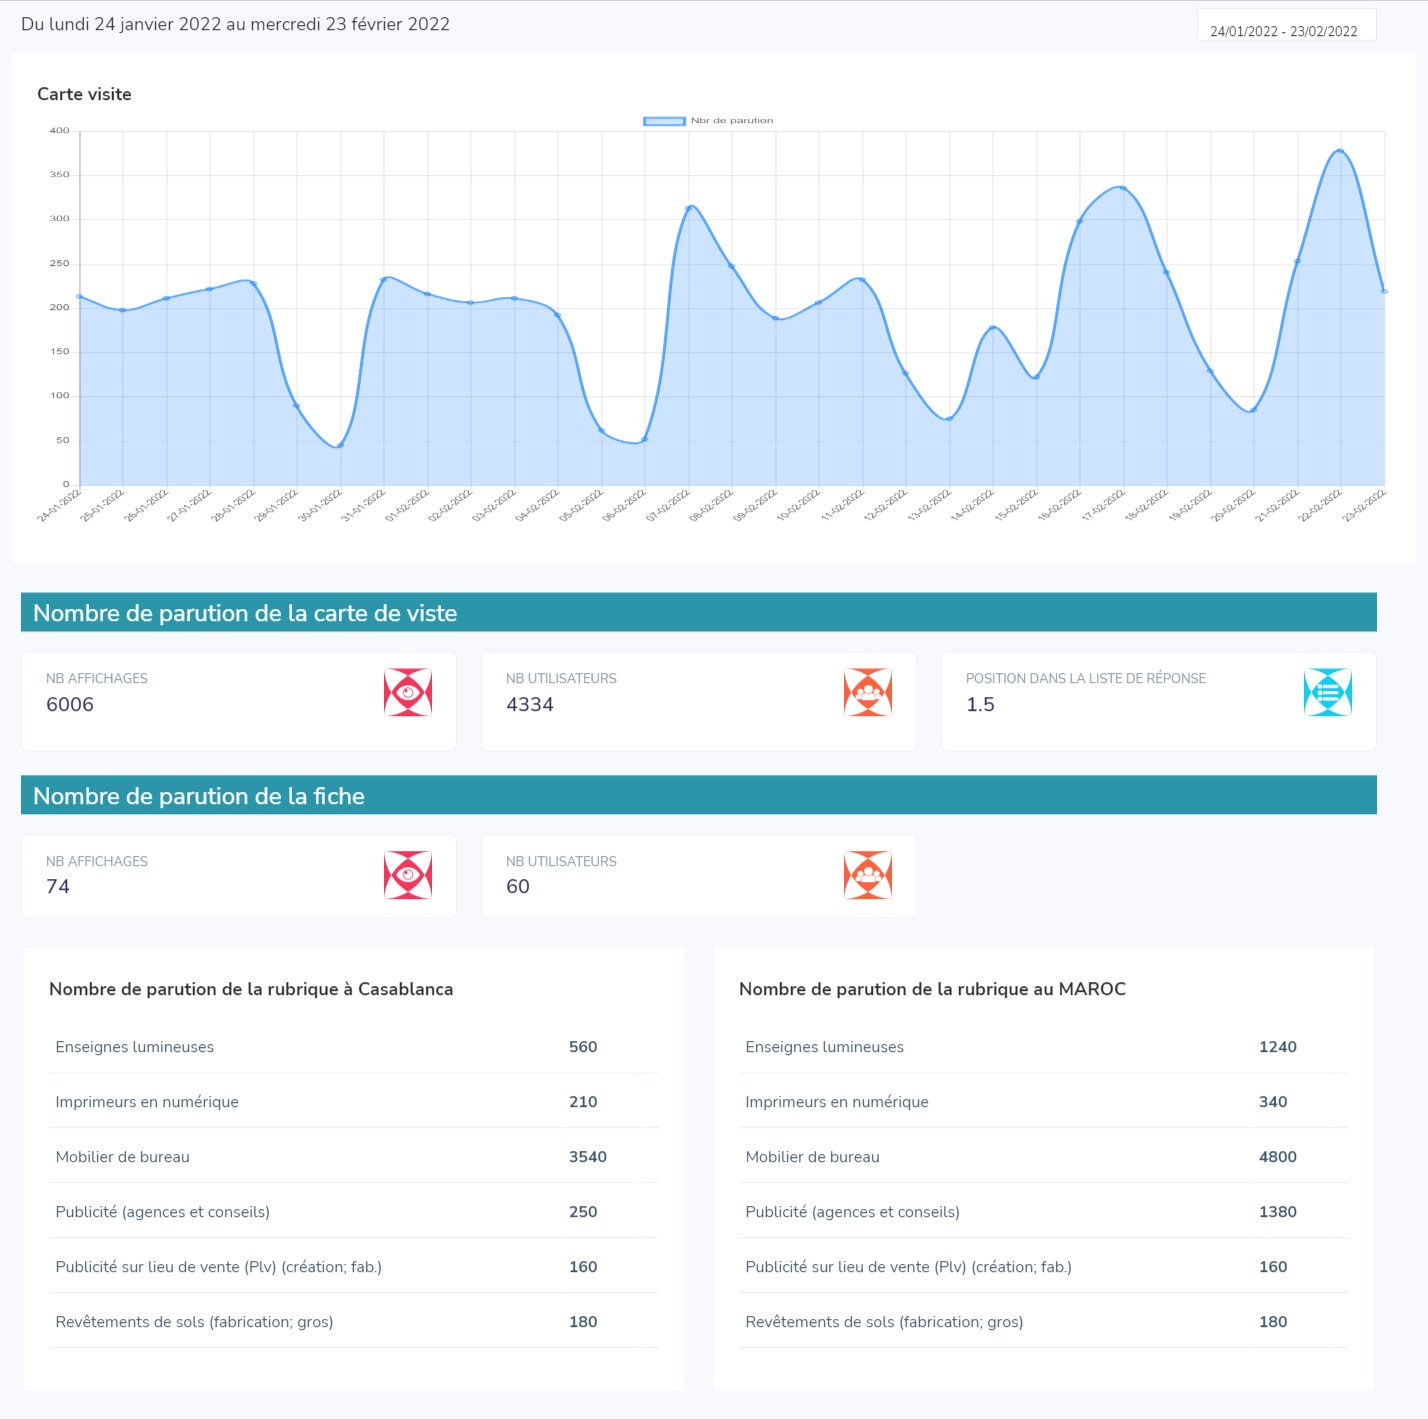 Du lundi 24 janvier 2022 au mercredi 23 février 2022
24/01/2022 - 23/02/2022
Carte visite
Nbr de parution
400
350
300
250
200
150
100
50
0
24-01-2022 25-01-2022 26-01-2022 27-01-2022 28-01-2022 29-01-2022 30-01-2022 31-01-2022 01-02-2022 02-02-2022 03-02-2022 04-02-2022 05-02-2022 06-02-2022 07-02-2022 08-02-2022 09-02-2022 10-02-2022 11-02-2022 12-02-2022 13-02-2022 14-02-2022 15-02-2022 16-02-2022 17-02-2022 18-02-2022 19-02-2022 20-02-2022 21-02-2022 22-02-2022 23-02-2022
Nombre de parution de la carte de viste
NB AFFICHAGES
6006
NB UTILISATEURS
4334
POSITION DANS LA LISTE DE RÉPONSE
1.5
Nombre de parution de la fiche
NB AFFICHAGES
74
NB UTILISATEURS
60
Nombre de parution de la rubrique à Casablanca
Enseignes lumineuses 560
Imprimeurs en numérique 210
Mobilier de bureau 3540
Publicité (agences et conseils) 250
Publicité sur lieu de vente (Plv) (création; fab.) 160
Revêtements de sols (fabrication; gros) 180
Nombre de parution de la rubrique au MAROC
Enseignes lumineuses 1240
Imprimeurs en numérique 340
Mobilier de bureau 4800
Publicité (agences et conseils) 1380
Publicité sur lieu de vente (Plv) (création; fab.) 160
Revêtements de sols (fabrication; gros) 180